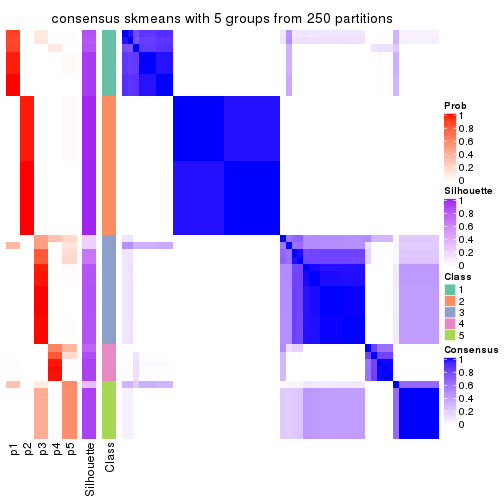 consensus skmeans with 5 groups from 250 partitions
Prob
1
0.8
0.6
0.4
0.2
0
Silhouette
1
0.8
0.6
0.4
0.2
0
Class
1
2
3
4
5
Consensus
1
0.8
0.6
0.4
0.2
0
p1
p2
p3
p4
p5
Silhouette
Class